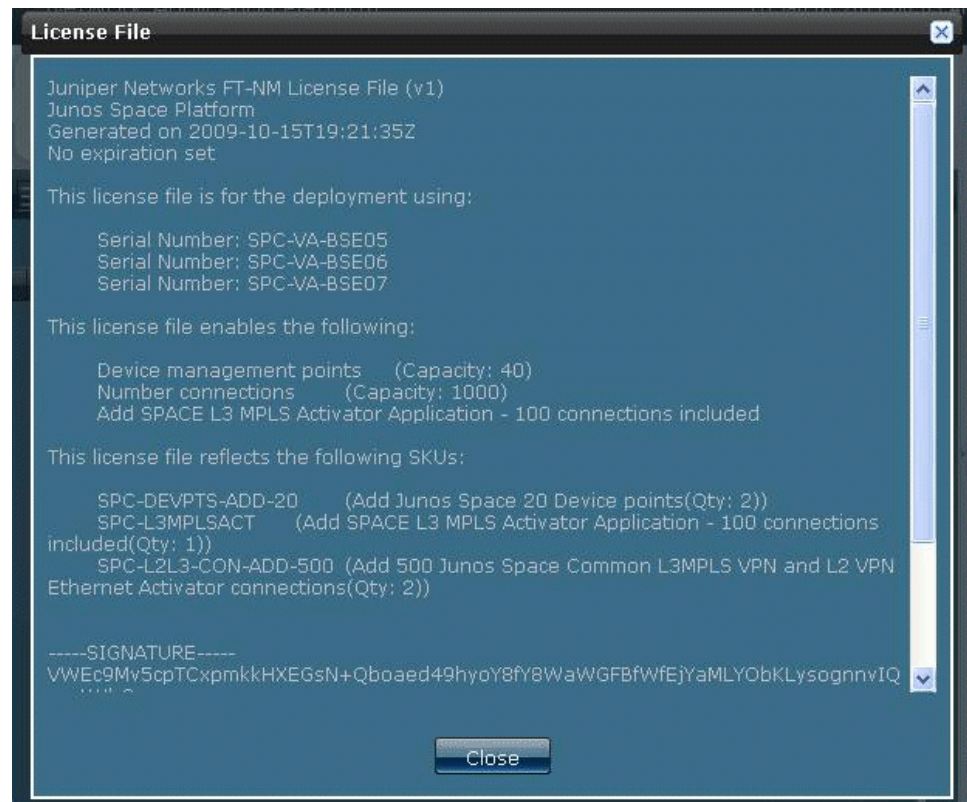 License File
Juniper Networks FT-NM License File (v1)
Junos Space Platform
Generated on 2009-10-15T19:21:35Z
No expiration set
This license file is for the deployment using:
Serial Number: SPC-VA-BSE05
Serial Number: SPC-VA-BSE06
Serial Number: SPC-VA-BSE07
This license file enables the following:
Device management points (Capacity: 40)
Number connections (Capacity: 1000)
Add SPACE L3 MPLS Activator Application - 100 connections included
This license file reflects the following SKUs:
SPC-DEVPTS-ADD-20 (Add Junos Space 20 Device points(Qty: 2))
SPC-L3MPLSACT (Add SPACE L3 MPLS Activator Application - 100 connections
included(Qty: 1))
SPC-L2L3-CON-ADD-500 (Add 500 Junos Space Common L3MPLS VPN and L2 VPN
Ethernet Activator connections(Qty: 2))
-----SIGNATURE-----
VWEc9Mv5cpTCxpmkkHXEGsN+Qboaed49hyoY8fY8WaWGFBfWfEjYaMLYObKLysognnvIQ
Close